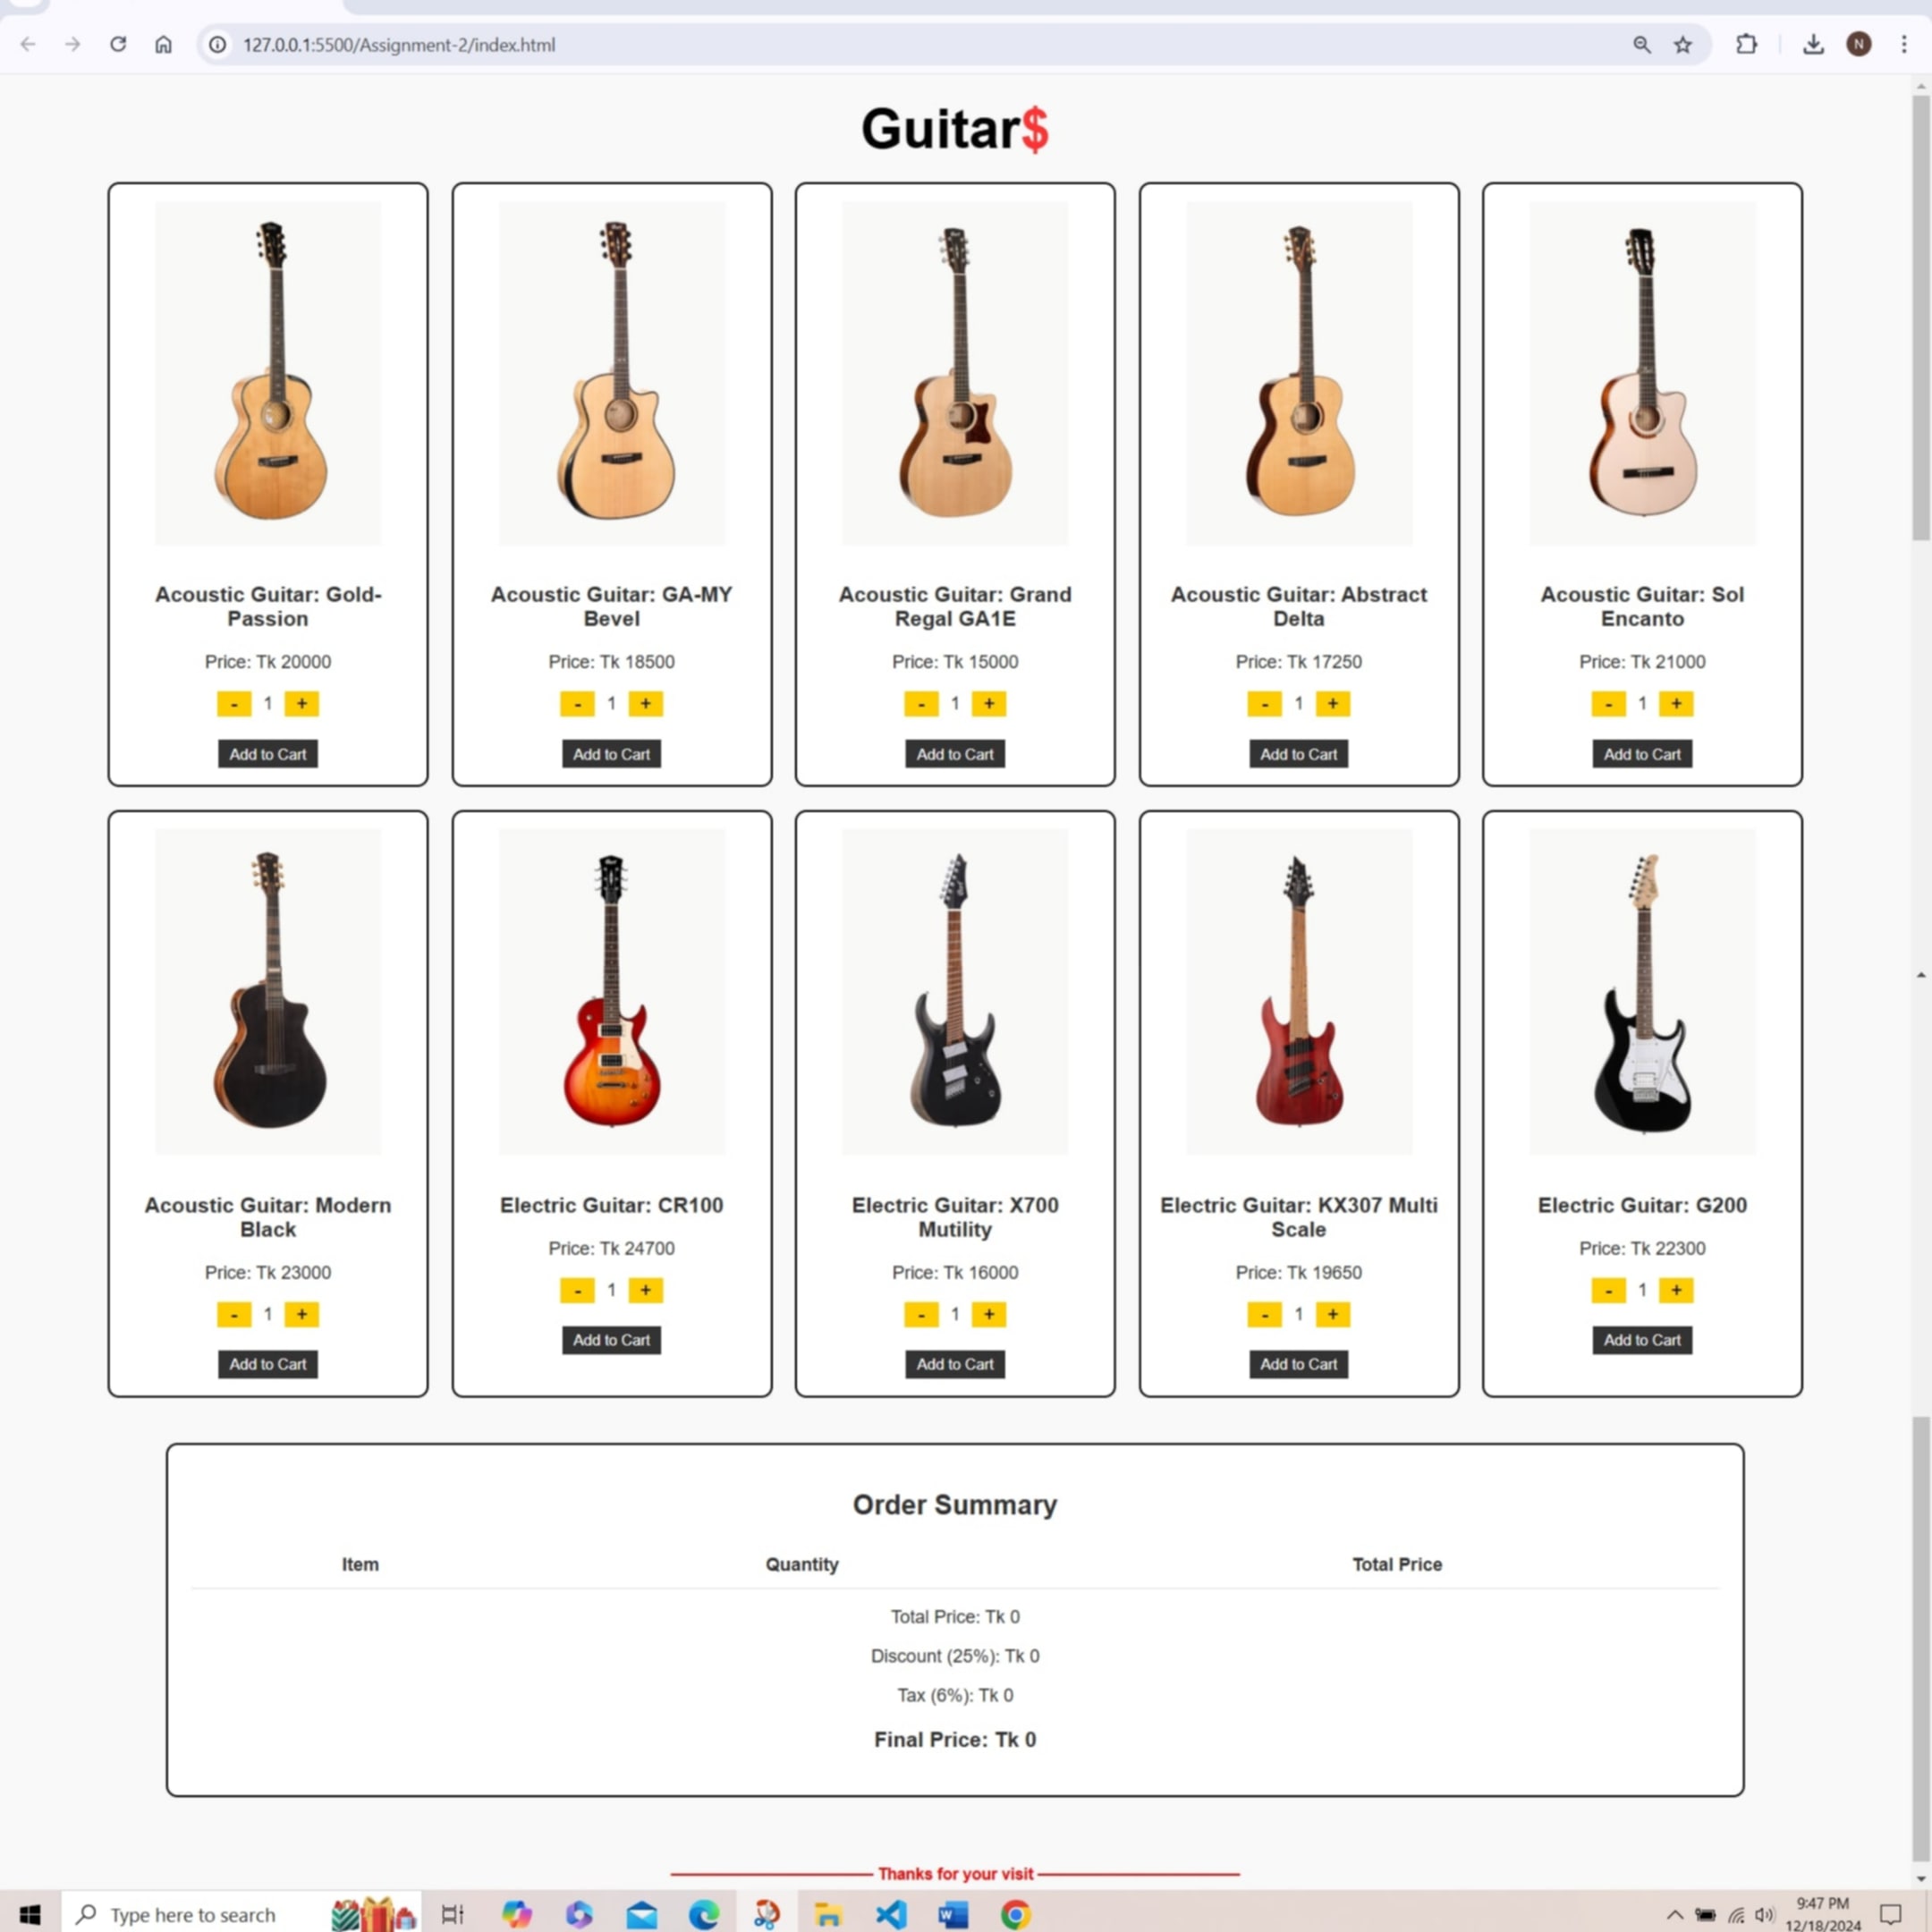 127.0.0.1:5500/Assignment-2/index.html
N
Guitar$
Acoustic Guitar: Gold-
Passion
Price: Tk 20000
- 1 +
Add to Cart
Acoustic Guitar: GA-MY
Bevel
Price: Tk 18500
- 1 +
Add to Cart
Acoustic Guitar: Grand
Regal GA1E
Price: Tk 15000
- 1 +
Add to Cart
Acoustic Guitar: Abstract
Delta
Price: Tk 17250
- 1 +
Add to Cart
Acoustic Guitar: Sol
Encanto
Price: Tk 21000
- 1 +
Add to Cart
Acoustic Guitar: Modern
Black
Price: Tk 23000
- 1 +
Add to Cart
Electric Guitar: CR100
Price: Tk 24700
- 1 +
Add to Cart
Electric Guitar: X700
Mutility
Price: Tk 16000
- 1 +
Add to Cart
Electric Guitar: KX307 Multi
Scale
Price: Tk 19650
- 1 +
Add to Cart
Electric Guitar: G200
Price: Tk 22300
- 1 +
Add to Cart
Order Summary
Item Quantity Total Price
Total Price: Tk 0
Discount (25%): Tk 0
Tax (6%): Tk 0
Final Price: Tk 0
Thanks for your visit
Type here to search
W
9:47 PM
12/18/2024